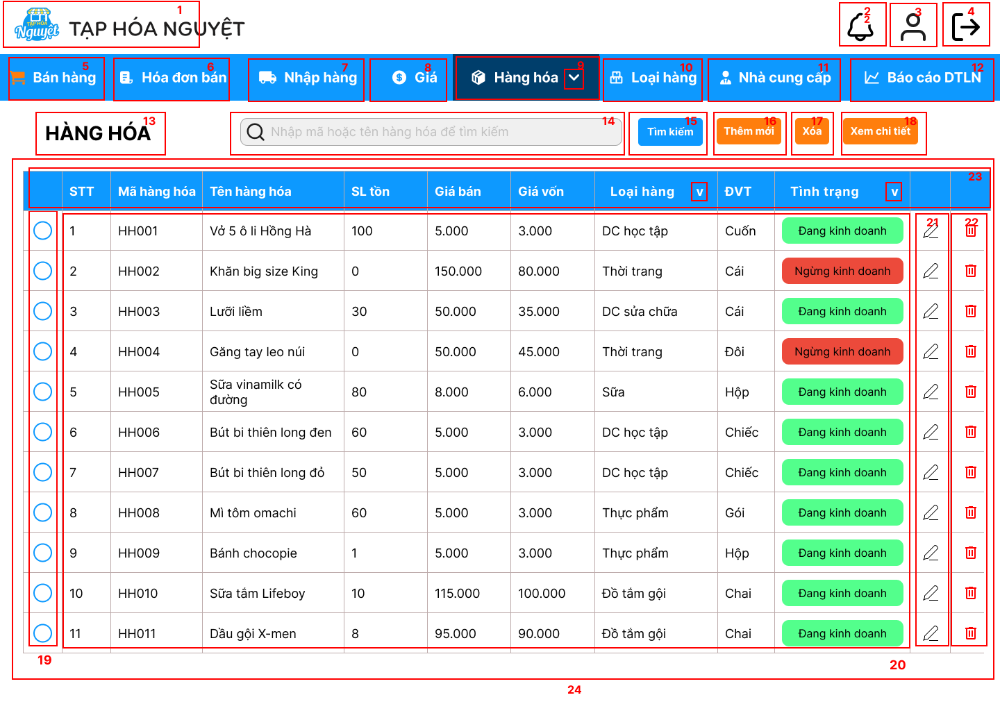 1
TẠP HÓA
Nguyệt
TẠP HÓA NGUYỆT
2
2
3
4
Bán hàng 5
Hóa đơn bán 6
Nhập hàng 7
Giá 8
Hàng hóa 9
Loại hàng 10
Nhà cung cấp 11
Báo cáo DTLN 12
HÀNG HÓA 13
Nhập mã hoặc tên hàng hóa để tìm kiếm 14
Tìm kiếm 15
Thêm mới 16
Xóa 17
Xem chi tiết 18
23
STT Mã hàng hóa Tên hàng hóa SL tồn Giá bán Giá vốn Loại hàng v ĐVT Tình trạng v
21 22
1 HH001 Vở 5 ô li Hồng Hà 100 5.000 3.000 DC học tập Cuốn Đang kinh doanh
2 HH002 Khăn big size King 0 150.000 80.000 Thời trang Cái Ngừng kinh doanh
3 HH003 Lưỡi liềm 30 50.000 35.000 DC sửa chữa Cái Đang kinh doanh
4 HH004 Găng tay leo núi 0 50.000 45.000 Thời trang Đôi Ngừng kinh doanh
5 HH005 Sữa vinamilk có đường 80 8.000 6.000 Sữa Hộp Đang kinh doanh
6 HH006 Bút bi thiên long đen 60 5.000 3.000 DC học tập Chiếc Đang kinh doanh
7 HH007 Bút bi thiên long đỏ 50 5.000 3.000 DC học tập Chiếc Đang kinh doanh
8 HH008 Mì tôm omachi 60 5.000 3.000 Thực phẩm Gói Đang kinh doanh
9 HH009 Bánh chocopie 1 5.000 3.000 Thực phẩm Hộp Đang kinh doanh
10 HH010 Sữa tắm Lifeboy 10 115.000 100.000 Đồ tắm gội Chai Đang kinh doanh
11 HH011 Dầu gội X-men 8 95.000 90.000 Đồ tắm gội Chai Đang kinh doanh
19
20
24